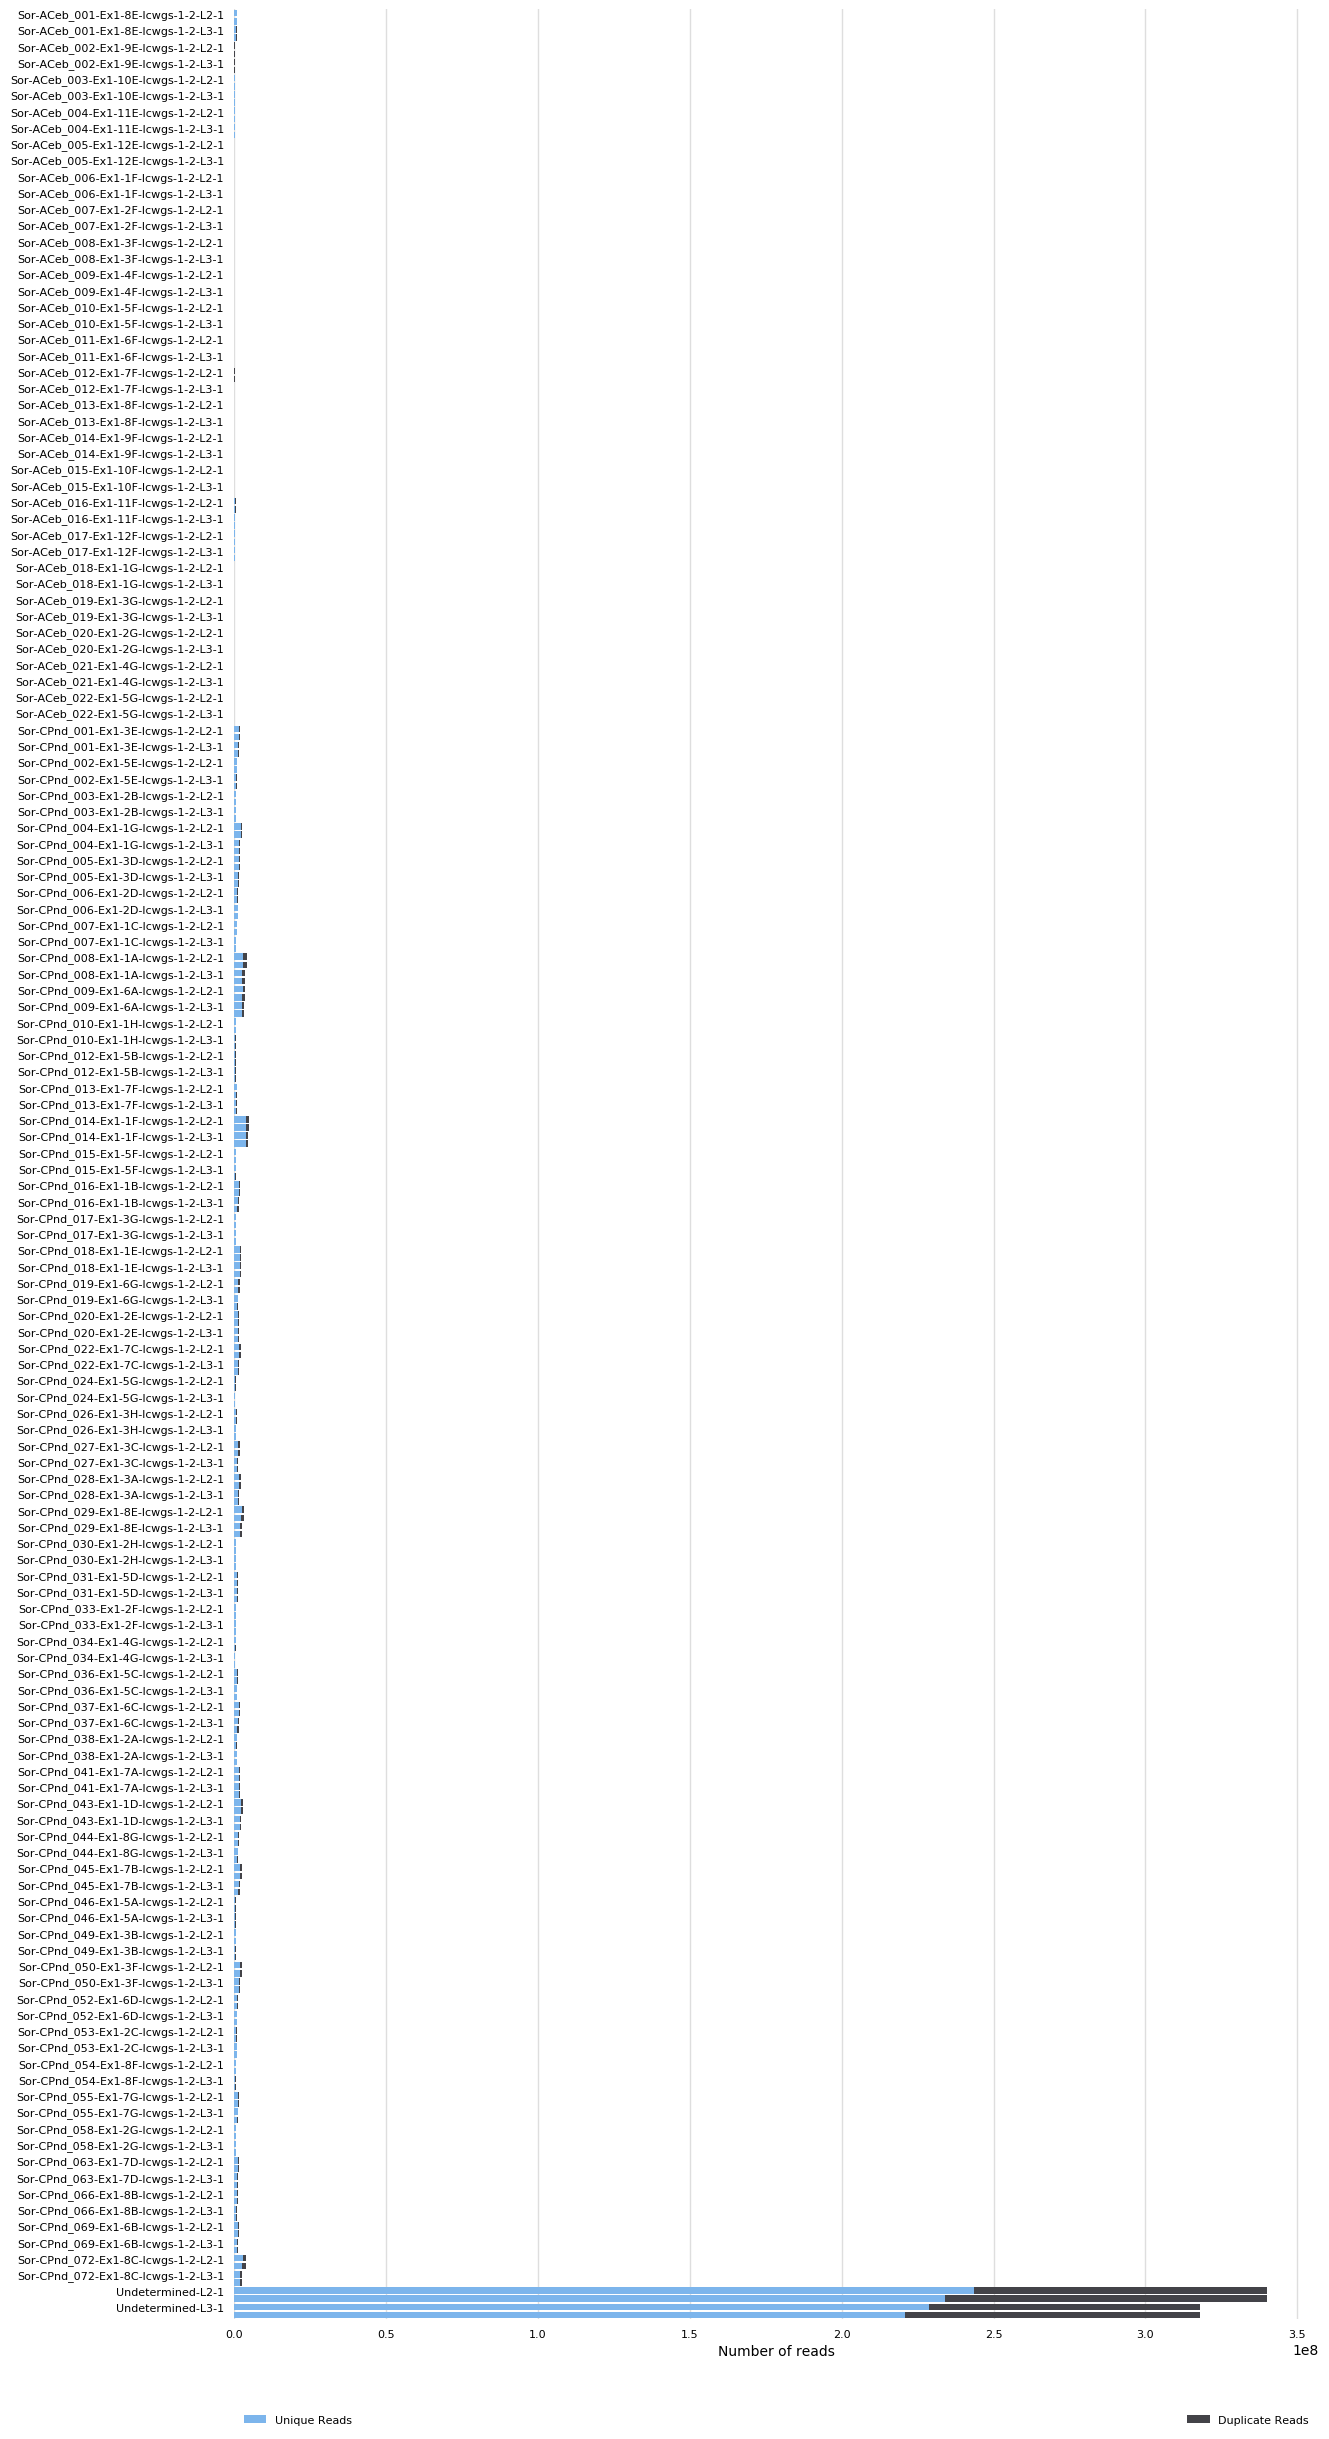 Sor-ACeb_001-Ex1-8E-lcwgs-1-2-L2-1
Sor-ACeb_001-Ex1-8E-lcwgs-1-2-L3-1
Sor-ACeb_002-Ex1-9E-lcwgs-1-2-L2-1
Sor-ACeb_002-Ex1-9E-lcwgs-1-2-L3-1
Sor-ACeb_003-Ex1-10E-lcwgs-1-2-L2-1
Sor-ACeb_003-Ex1-10E-lcwgs-1-2-L3-1
Sor-ACeb_004-Ex1-11E-lcwgs-1-2-L2-1
Sor-ACeb_004-Ex1-11E-lcwgs-1-2-L3-1
Sor-ACeb_005-Ex1-12E-lcwgs-1-2-L2-1
Sor-ACeb_005-Ex1-12E-lcwgs-1-2-L3-1
Sor-ACeb_006-Ex1-1F-lcwgs-1-2-L2-1
Sor-ACeb_006-Ex1-1F-lcwgs-1-2-L3-1
Sor-ACeb_007-Ex1-2F-lcwgs-1-2-L2-1
Sor-ACeb_007-Ex1-2F-lcwgs-1-2-L3-1
Sor-ACeb_008-Ex1-3F-lcwgs-1-2-L2-1
Sor-ACeb_008-Ex1-3F-lcwgs-1-2-L3-1
Sor-ACeb_009-Ex1-4F-lcwgs-1-2-L2-1
Sor-ACeb_009-Ex1-4F-lcwgs-1-2-L3-1
Sor-ACeb_010-Ex1-5F-lcwgs-1-2-L2-1
Sor-ACeb_010-Ex1-5F-lcwgs-1-2-L3-1
Sor-ACeb_011-Ex1-6F-lcwgs-1-2-L2-1
Sor-ACeb_011-Ex1-6F-lcwgs-1-2-L3-1
Sor-ACeb_012-Ex1-7F-lcwgs-1-2-L2-1
Sor-ACeb_012-Ex1-7F-lcwgs-1-2-L3-1
Sor-ACeb_013-Ex1-8F-lcwgs-1-2-L2-1
Sor-ACeb_013-Ex1-8F-lcwgs-1-2-L3-1
Sor-ACeb_014-Ex1-9F-lcwgs-1-2-L2-1
Sor-ACeb_014-Ex1-9F-lcwgs-1-2-L3-1
Sor-ACeb_015-Ex1-10F-lcwgs-1-2-L2-1
Sor-ACeb_015-Ex1-10F-lcwgs-1-2-L3-1
Sor-ACeb_016-Ex1-11F-lcwgs-1-2-L2-1
Sor-ACeb_016-Ex1-11F-lcwgs-1-2-L3-1
Sor-ACeb_017-Ex1-12F-lcwgs-1-2-L2-1
Sor-ACeb_017-Ex1-12F-lcwgs-1-2-L3-1
Sor-ACeb_018-Ex1-1G-lcwgs-1-2-L2-1
Sor-ACeb_018-Ex1-1G-lcwgs-1-2-L3-1
Sor-ACeb_019-Ex1-3G-lcwgs-1-2-L2-1
Sor-ACeb_019-Ex1-3G-lcwgs-1-2-L3-1
Sor-ACeb_020-Ex1-2G-lcwgs-1-2-L2-1
Sor-ACeb_020-Ex1-2G-lcwgs-1-2-L3-1
Sor-ACeb_021-Ex1-4G-lcwgs-1-2-L2-1
Sor-ACeb_021-Ex1-4G-lcwgs-1-2-L3-1
Sor-ACeb_022-Ex1-5G-lcwgs-1-2-L2-1
Sor-ACeb_022-Ex1-5G-lcwgs-1-2-L3-1
Sor-CPnd_001-Ex1-3E-lcwgs-1-2-L2-1
Sor-CPnd_001-Ex1-3E-lcwgs-1-2-L3-1
Sor-CPnd_002-Ex1-5E-lcwgs-1-2-L2-1
Sor-CPnd_002-Ex1-5E-lcwgs-1-2-L3-1
Sor-CPnd_003-Ex1-2B-lcwgs-1-2-L2-1
Sor-CPnd_003-Ex1-2B-lcwgs-1-2-L3-1
Sor-CPnd_004-Ex1-1G-lcwgs-1-2-L2-1
Sor-CPnd_004-Ex1-1G-lcwgs-1-2-L3-1
Sor-CPnd_005-Ex1-3D-lcwgs-1-2-L2-1
Sor-CPnd_005-Ex1-3D-lcwgs-1-2-L3-1
Sor-CPnd_006-Ex1-2D-lcwgs-1-2-L2-1
Sor-CPnd_006-Ex1-2D-lcwgs-1-2-L3-1
Sor-CPnd_007-Ex1-1C-lcwgs-1-2-L2-1
Sor-CPnd_007-Ex1-1C-lcwgs-1-2-L3-1
Sor-CPnd_008-Ex1-1A-lcwgs-1-2-L2-1
Sor-CPnd_008-Ex1-1A-lcwgs-1-2-L3-1
Sor-CPnd_009-Ex1-6A-lcwgs-1-2-L2-1
Sor-CPnd_009-Ex1-6A-lcwgs-1-2-L3-1
Sor-CPnd_010-Ex1-1H-lcwgs-1-2-L2-1
Sor-CPnd_010-Ex1-1H-lcwgs-1-2-L3-1
Sor-CPnd_012-Ex1-5B-lcwgs-1-2-L2-1
Sor-CPnd_012-Ex1-5B-lcwgs-1-2-L3-1
Sor-CPnd_013-Ex1-7F-lcwgs-1-2-L2-1
Sor-CPnd_013-Ex1-7F-lcwgs-1-2-L3-1
Sor-CPnd_014-Ex1-1F-lcwgs-1-2-L2-1
Sor-CPnd_014-Ex1-1F-lcwgs-1-2-L3-1
Sor-CPnd_015-Ex1-5F-lcwgs-1-2-L2-1
Sor-CPnd_015-Ex1-5F-lcwgs-1-2-L3-1
Sor-CPnd_016-Ex1-1B-lcwgs-1-2-L2-1
Sor-CPnd_016-Ex1-1B-lcwgs-1-2-L3-1
Sor-CPnd_017-Ex1-3G-lcwgs-1-2-L2-1
Sor-CPnd_017-Ex1-3G-lcwgs-1-2-L3-1
Sor-CPnd_018-Ex1-1E-lcwgs-1-2-L2-1
Sor-CPnd_018-Ex1-1E-lcwgs-1-2-L3-1
Sor-CPnd_019-Ex1-6G-lcwgs-1-2-L2-1
Sor-CPnd_019-Ex1-6G-lcwgs-1-2-L3-1
Sor-CPnd_020-Ex1-2E-lcwgs-1-2-L2-1
Sor-CPnd_020-Ex1-2E-lcwgs-1-2-L3-1
Sor-CPnd_022-Ex1-7C-lcwgs-1-2-L2-1
Sor-CPnd_022-Ex1-7C-lcwgs-1-2-L3-1
Sor-CPnd_024-Ex1-5G-lcwgs-1-2-L2-1
Sor-CPnd_024-Ex1-5G-lcwgs-1-2-L3-1
Sor-CPnd_026-Ex1-3H-lcwgs-1-2-L2-1
Sor-CPnd_026-Ex1-3H-lcwgs-1-2-L3-1
Sor-CPnd_027-Ex1-3C-lcwgs-1-2-L2-1
Sor-CPnd_027-Ex1-3C-lcwgs-1-2-L3-1
Sor-CPnd_028-Ex1-3A-lcwgs-1-2-L2-1
Sor-CPnd_028-Ex1-3A-lcwgs-1-2-L3-1
Sor-CPnd_029-Ex1-8E-lcwgs-1-2-L2-1
Sor-CPnd_029-Ex1-8E-lcwgs-1-2-L3-1
Sor-CPnd_030-Ex1-2H-lcwgs-1-2-L2-1
Sor-CPnd_030-Ex1-2H-lcwgs-1-2-L3-1
Sor-CPnd_031-Ex1-5D-lcwgs-1-2-L2-1
Sor-CPnd_031-Ex1-5D-lcwgs-1-2-L3-1
Sor-CPnd_033-Ex1-2F-lcwgs-1-2-L2-1
Sor-CPnd_033-Ex1-2F-lcwgs-1-2-L3-1
Sor-CPnd_034-Ex1-4G-lcwgs-1-2-L2-1
Sor-CPnd_034-Ex1-4G-lcwgs-1-2-L3-1
Sor-CPnd_036-Ex1-5C-lcwgs-1-2-L2-1
Sor-CPnd_036-Ex1-5C-lcwgs-1-2-L3-1
Sor-CPnd_037-Ex1-6C-lcwgs-1-2-L2-1
Sor-CPnd_037-Ex1-6C-lcwgs-1-2-L3-1
Sor-CPnd_038-Ex1-2A-lcwgs-1-2-L2-1
Sor-CPnd_038-Ex1-2A-lcwgs-1-2-L3-1
Sor-CPnd_041-Ex1-7A-lcwgs-1-2-L2-1
Sor-CPnd_041-Ex1-7A-lcwgs-1-2-L3-1
Sor-CPnd_043-Ex1-1D-lcwgs-1-2-L2-1
Sor-CPnd_043-Ex1-1D-lcwgs-1-2-L3-1
Sor-CPnd_044-Ex1-8G-lcwgs-1-2-L2-1
Sor-CPnd_044-Ex1-8G-lcwgs-1-2-L3-1
Sor-CPnd_045-Ex1-7B-lcwgs-1-2-L2-1
Sor-CPnd_045-Ex1-7B-lcwgs-1-2-L3-1
Sor-CPnd_046-Ex1-5A-lcwgs-1-2-L2-1
Sor-CPnd_046-Ex1-5A-lcwgs-1-2-L3-1
Sor-CPnd_049-Ex1-3B-lcwgs-1-2-L2-1
Sor-CPnd_049-Ex1-3B-lcwgs-1-2-L3-1
Sor-CPnd_050-Ex1-3F-lcwgs-1-2-L2-1
Sor-CPnd_050-Ex1-3F-lcwgs-1-2-L3-1
Sor-CPnd_052-Ex1-6D-lcwgs-1-2-L2-1
Sor-CPnd_052-Ex1-6D-lcwgs-1-2-L3-1
Sor-CPnd_053-Ex1-2C-lcwgs-1-2-L2-1
Sor-CPnd_053-Ex1-2C-lcwgs-1-2-L3-1
Sor-CPnd_054-Ex1-8F-lcwgs-1-2-L2-1
Sor-CPnd_054-Ex1-8F-lcwgs-1-2-L3-1
Sor-CPnd_055-Ex1-7G-lcwgs-1-2-L2-1
Sor-CPnd_055-Ex1-7G-lcwgs-1-2-L3-1
Sor-CPnd_058-Ex1-2G-lcwgs-1-2-L2-1
Sor-CPnd_058-Ex1-2G-lcwgs-1-2-L3-1
Sor-CPnd_063-Ex1-7D-lcwgs-1-2-L2-1
Sor-CPnd_063-Ex1-7D-lcwgs-1-2-L3-1
Sor-CPnd_066-Ex1-8B-lcwgs-1-2-L2-1
Sor-CPnd_066-Ex1-8B-lcwgs-1-2-L3-1
Sor-CPnd_069-Ex1-6B-lcwgs-1-2-L2-1
Sor-CPnd_069-Ex1-6B-lcwgs-1-2-L3-1
Sor-CPnd_072-Ex1-8C-lcwgs-1-2-L2-1
Sor-CPnd_072-Ex1-8C-lcwgs-1-2-L3-1
Undetermined-L2-1
Undetermined-L3-1
0.0 0.5 1.0 1.5 2.0 2.5 3.0 3.5
Number of reads
1e8
Unique Reads Duplicate Reads